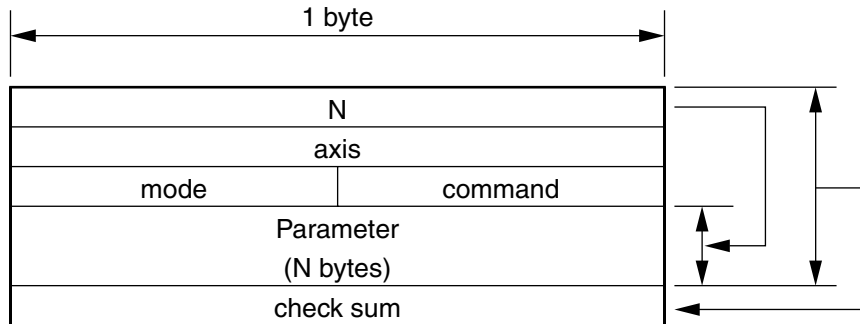 1 byte
N
axis
mode command
Parameter
(N bytes)
check sum